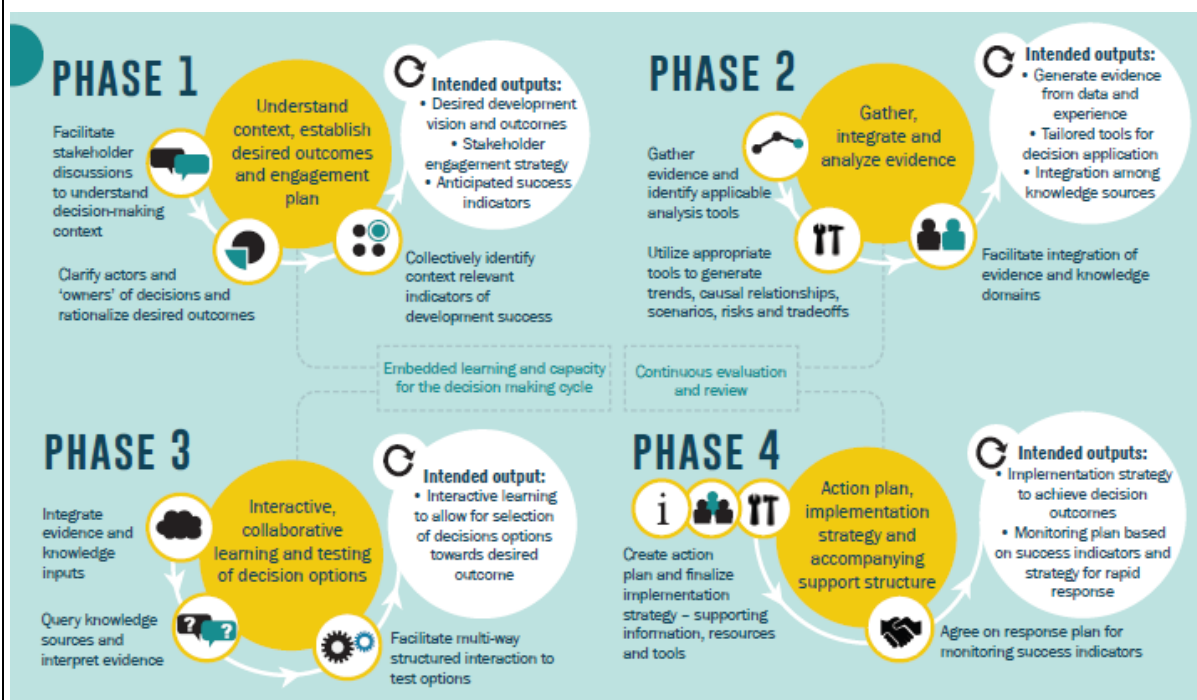 PHASE 1
Facilitate
stakeholder
discussions
to understand
decision-making
context
Understand
context, establish
desired outcomes
and engagement
plan
Intended outputs:
• Desired development
vision and outcomes
• Stakeholder
engagement strategy
• Anticipated success
indicators
Clarify actors and
‘owners’ of decisions and
rationalize desired outcomes
Collectively identify
context relevant
indicators of
development success
PHASE 2
Gather
evidence and
identify applicable
analysis tools
Gather,
integrate and
analyze evidence
Intended outputs:
• Generate evidence
from data and
experience
• Tailored tools for
decision application
• Integration among
knowledge sources
Utilize appropriate
tools to generate
trends, causal relationships,
scenarios, risks and tradeoffs
Facilitate integration of
evidence and knowledge
domains
Embedded learning and capacity
for the decision making cycle
Continuous evaluation
and review
PHASE 3
Integrate
evidence and
knowledge
inputs
Interactive,
collaborative
learning and testing
of decision options
Intended output:
• Interactive learning
to allow for selection
of decisions options
towards desired
outcome
Query knowledge
sources and
interpret evidence
? ?
Facilitate multi-way
structured interaction to
test options
PHASE 4
i
Create action
plan and finalize
implementation
strategy – supporting
information, resources
and tools
Action plan,
implementation
strategy and
accompanying
support structure
Intended outputs:
• Implementation strategy
to achieve decision
outcomes
• Monitoring plan based
on success indicators and
strategy for rapid
response
Agree on response plan for
monitoring success indicators